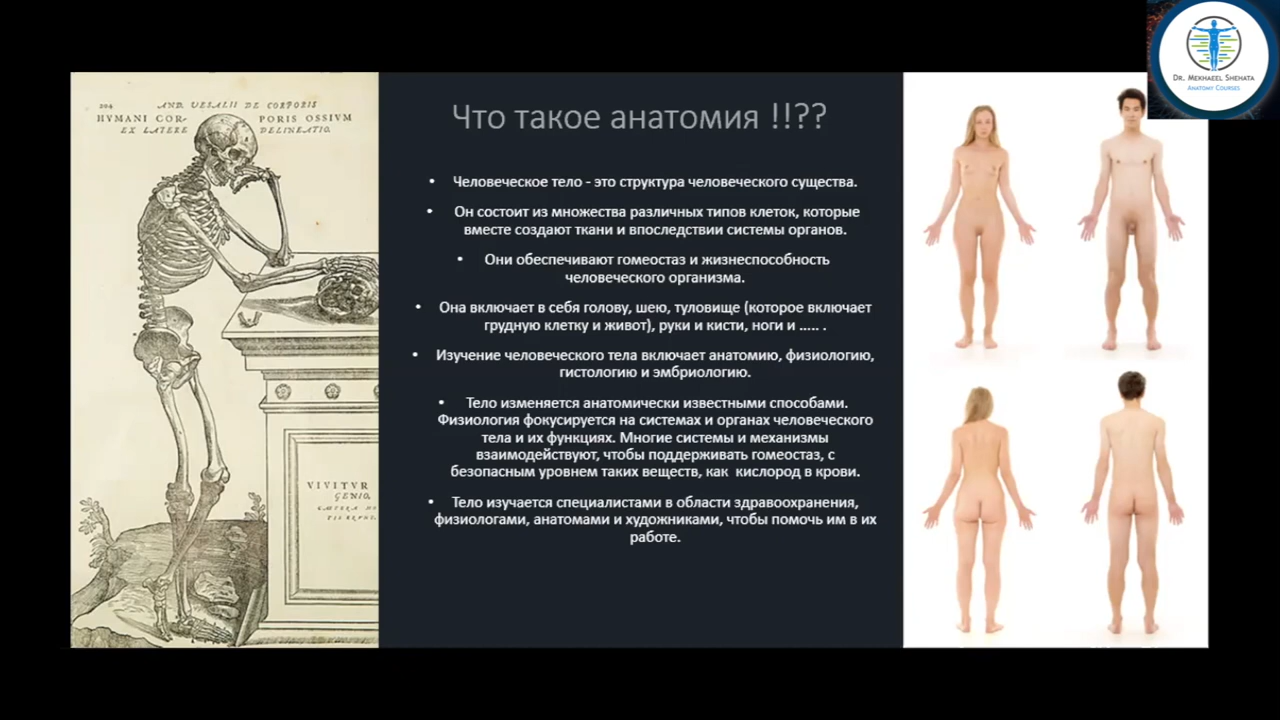 DR. MEKHAEEL SHEHATA
ANATOMY COURSES
204
AND. VESALII DE CORPORIS
HVMANI COR- PORIS OSSIVM
EX LATERE DELINEATIO.
VIVITVR
GENIO,
Что такое анатомия !!??
• Человеческое тело - это структура человеческого существа.
• Он состоит из множества различных типов клеток, которые
вместе создают ткани и впоследствии системы органов.
• Они обеспечивают гомеостаз и жизнеспособность
человеческого организма.
• Она включает в себя голову, шею, туловище (которое включает
грудную клетку и живот), руки и кисти, ноги и ..... .
• Изучение человеческого тела включает анатомию, физиологию,
гистологию и эмбриологию.
• Тело изменяется анатомически известными способами.
Физиология фокусируется на системах и органах человеческого
тела и их функциях. Многие системы и механизмы
взаимодействуют, чтобы поддерживать гомеостаз, с
безопасным уровнем таких веществ, как кислород в крови.
• Тело изучается специалистами в области здравоохранения,
физиологами, анатомами и художниками, чтобы помочь им в их
работе.